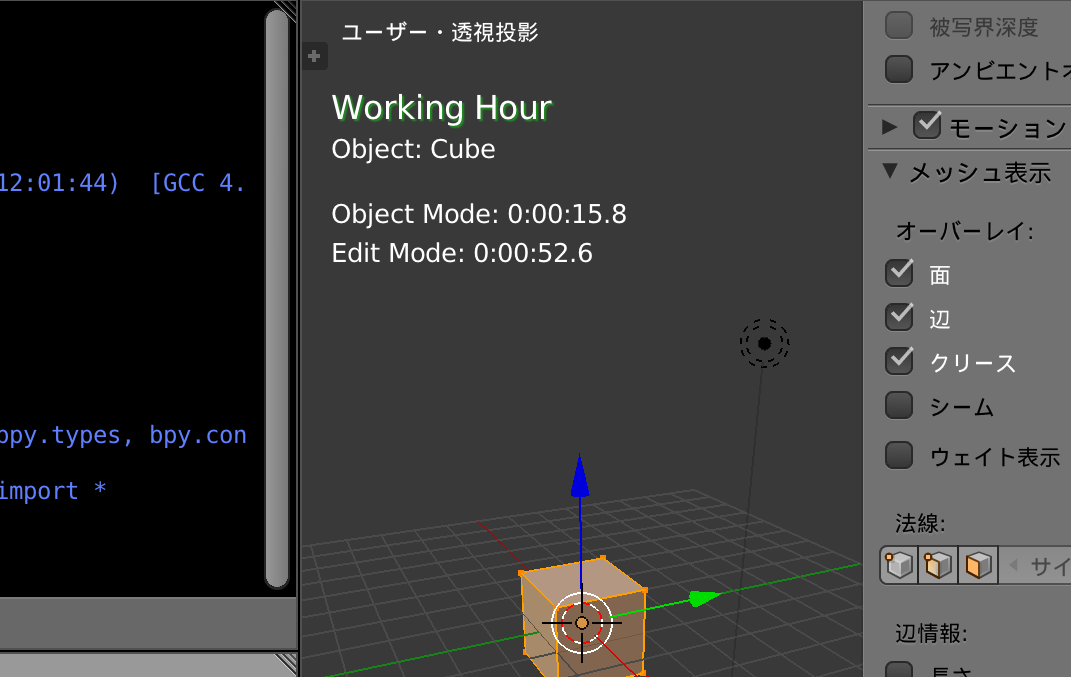 12:01:44) [GCC 4.
bpy.types, bpy.con
import *
ユーザー・透視投影
Working Hour
Object: Cube
Object Mode: 0:00:15.8
Edit Mode: 0:00:52.6
被写界深度
アンビエントオ
モーション
メッシュ表示
オーバーレイ:
面
辺
クリース
シーム
ウェイト表示
法線:
サイ
辺情報:
長さ